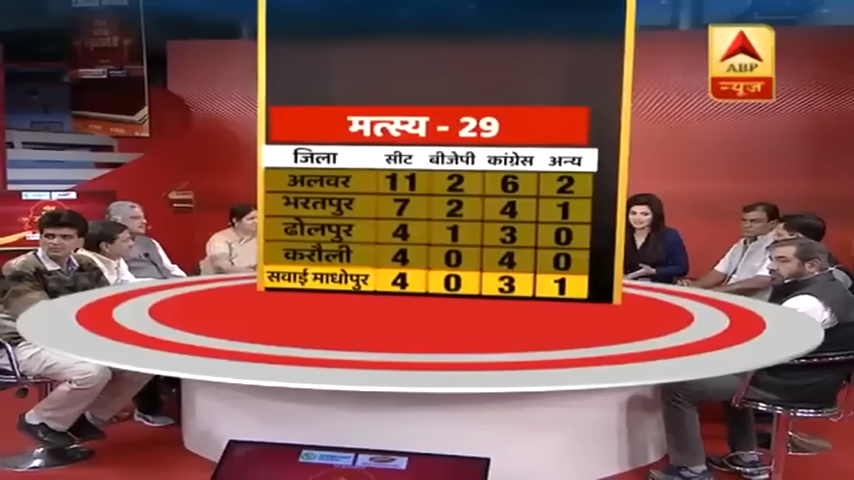 ABP
न्यूज़
मत्स्य - 29
जिला सीट बीजेपी कांग्रेस अन्य
अलवर 11 2 6 2
भरतपुर 7 2 4 1
ढोलपुर 4 1 3 0
करौली 4 0 4 0
सवाई माधोपुर 4 0 3 1